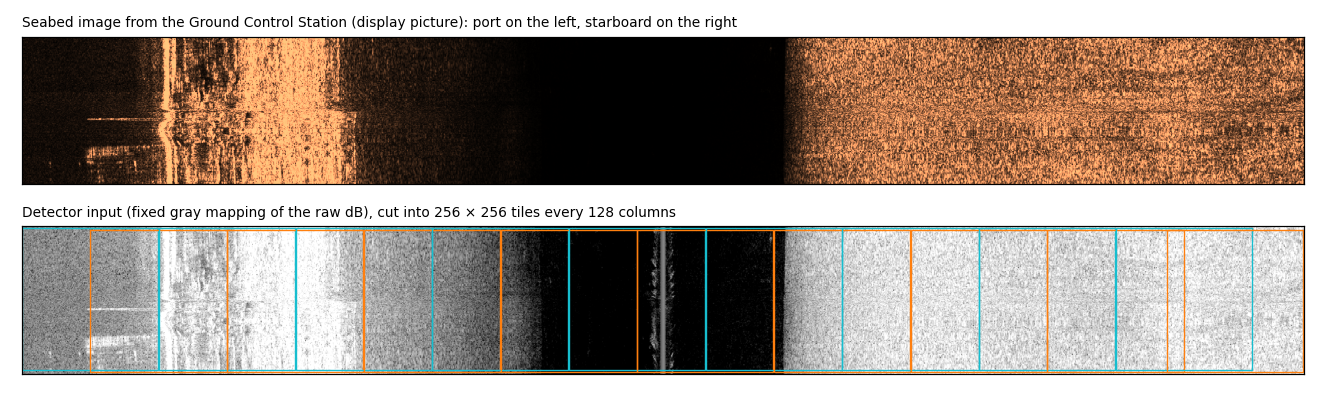 Seabed image from the Ground Control Station (display picture): port on the left, starboard on the right
Detector input (fixed gray mapping of the raw dB), cut into 256 × 256 tiles every 128 columns